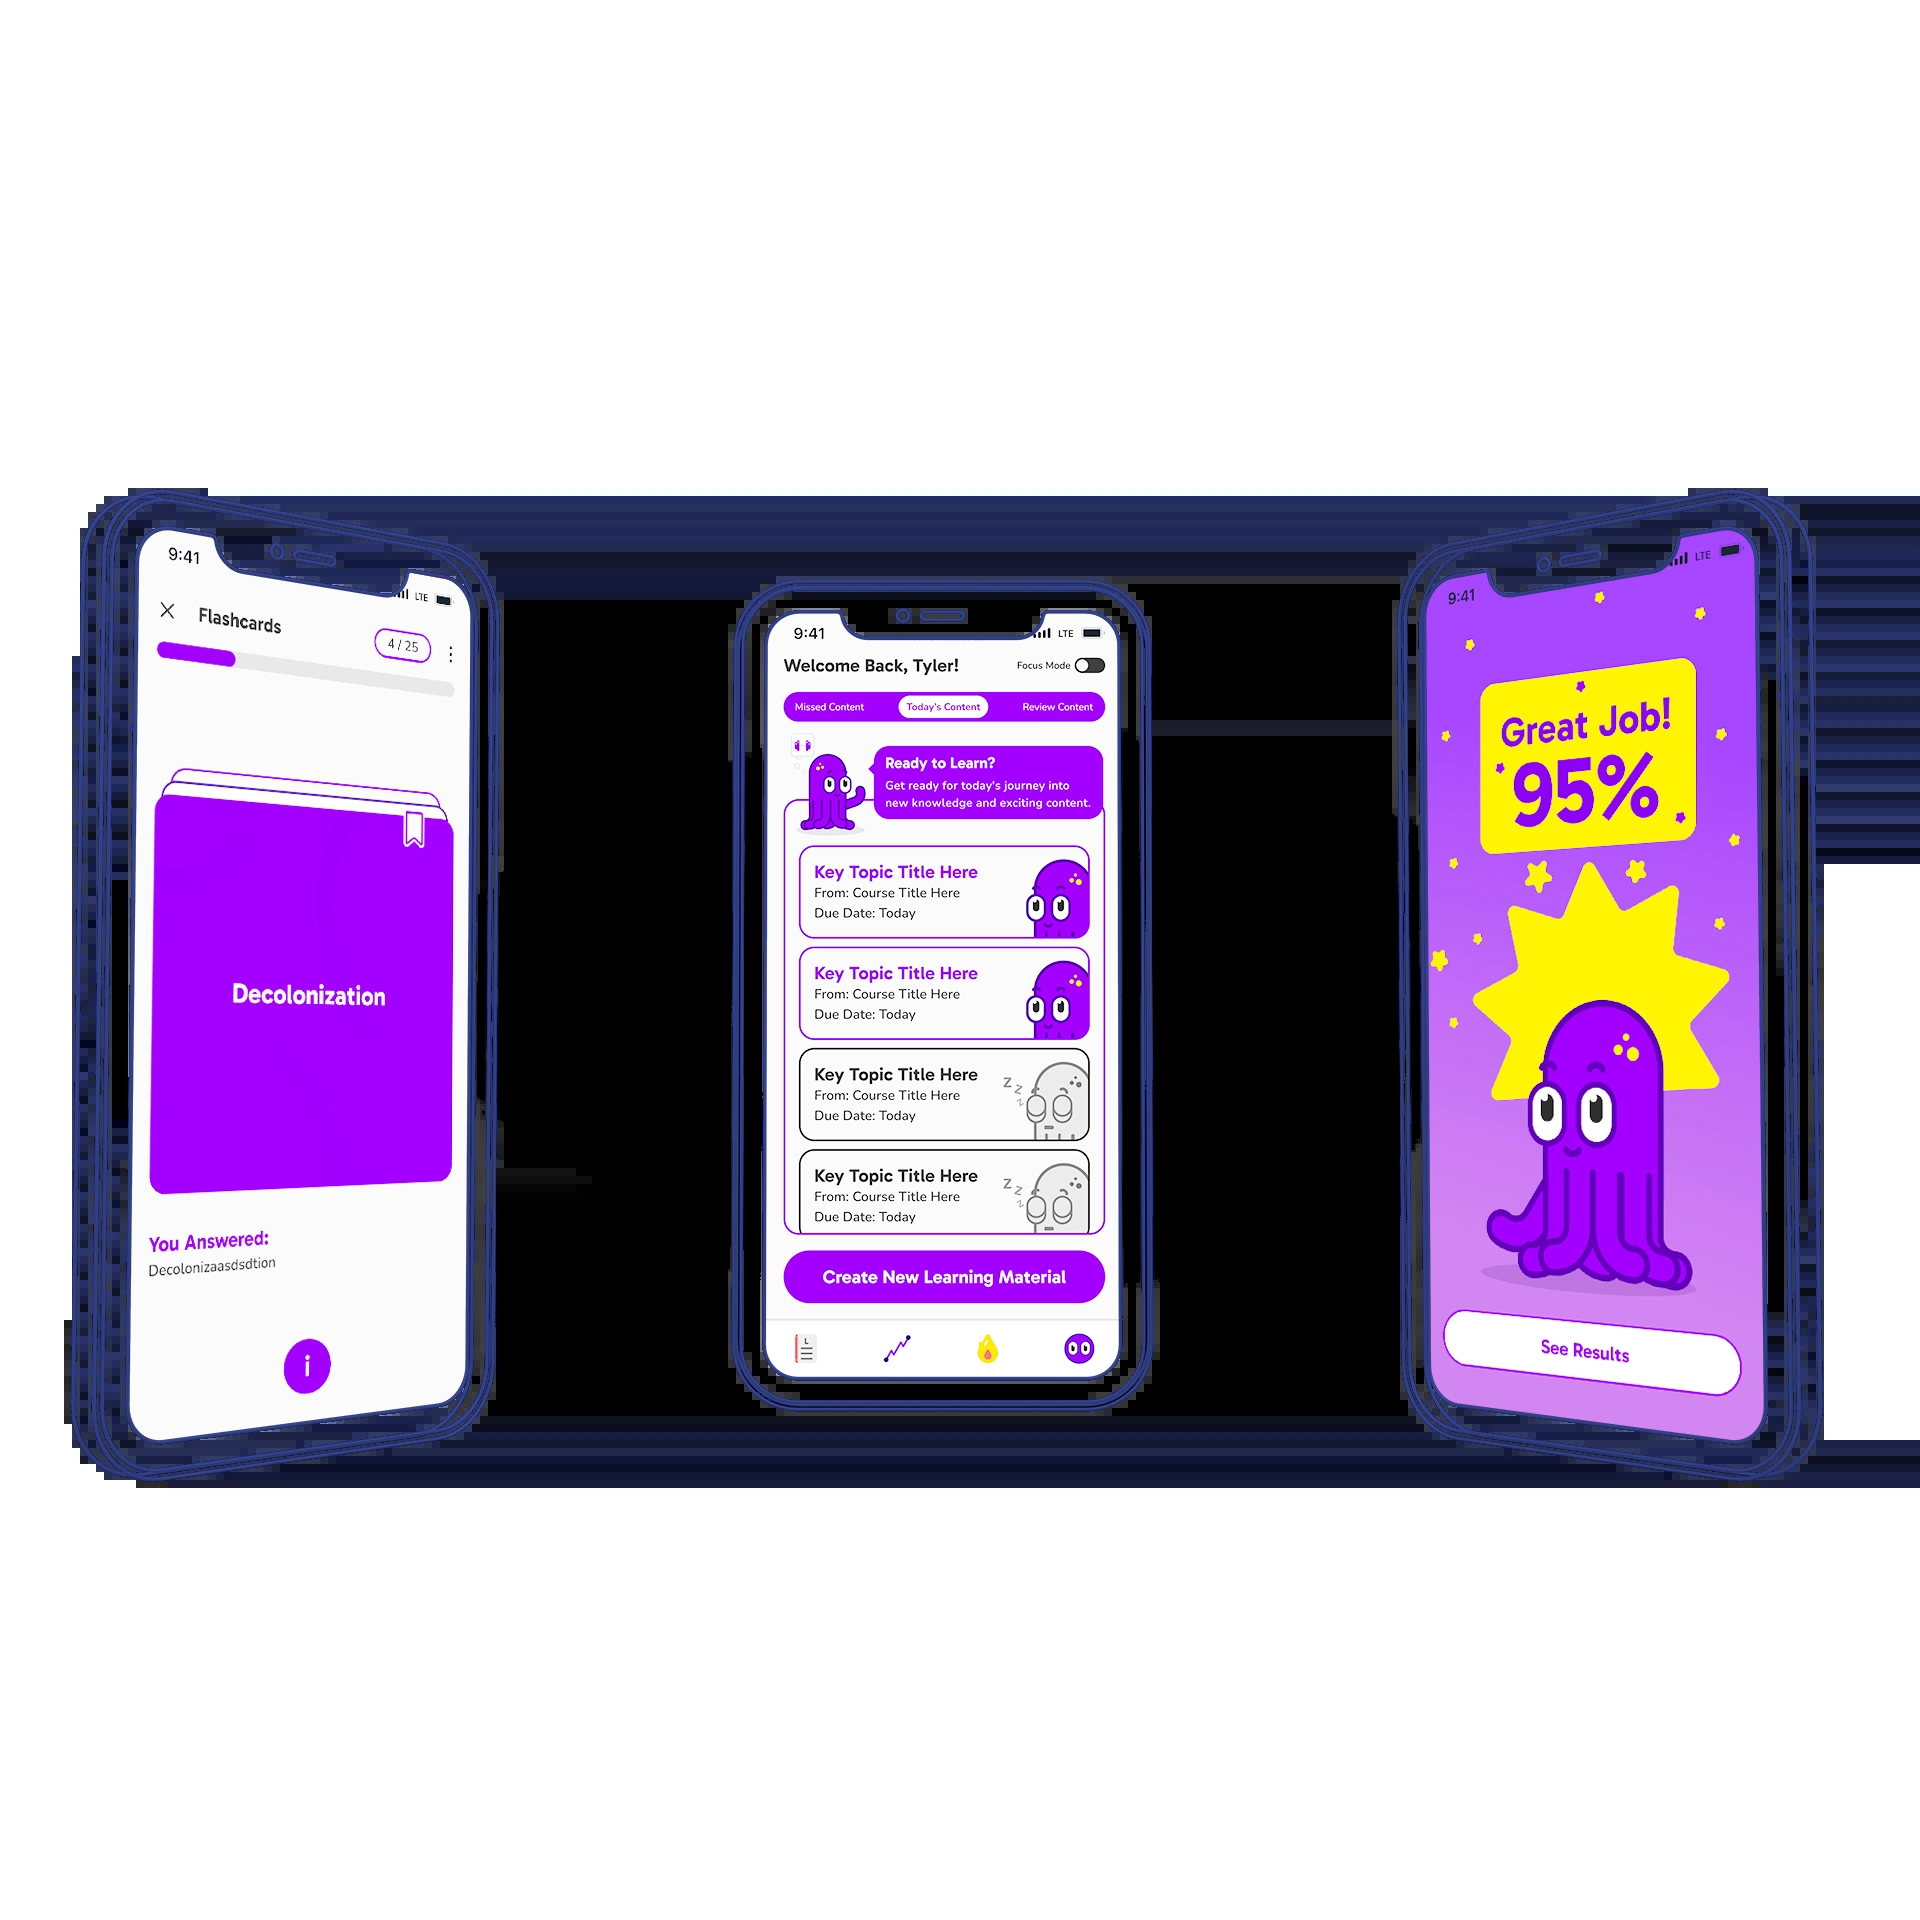 9:41
LTE
Flashcards
4 / 25
Decolonization
You Answered:
Decolonizaasdsdtion
i
9:41
LTE
Welcome Back, Tyler!
Focus Mode
Missed Content
Today's Content
Review Content
Ready to Learn?
Get ready for today's journey into
new knowledge and exciting content.
Key Topic Title Here
From: Course Title Here
Due Date: Today
Key Topic Title Here
From: Course Title Here
Due Date: Today
Key Topic Title Here
From: Course Title Here
Due Date: Today
Z
Z
Z
Key Topic Title Here
From: Course Title Here
Due Date: Today
Z
Z
Z
Create New Learning Material
L
9:41
LTE
Great Job!
95%
See Results